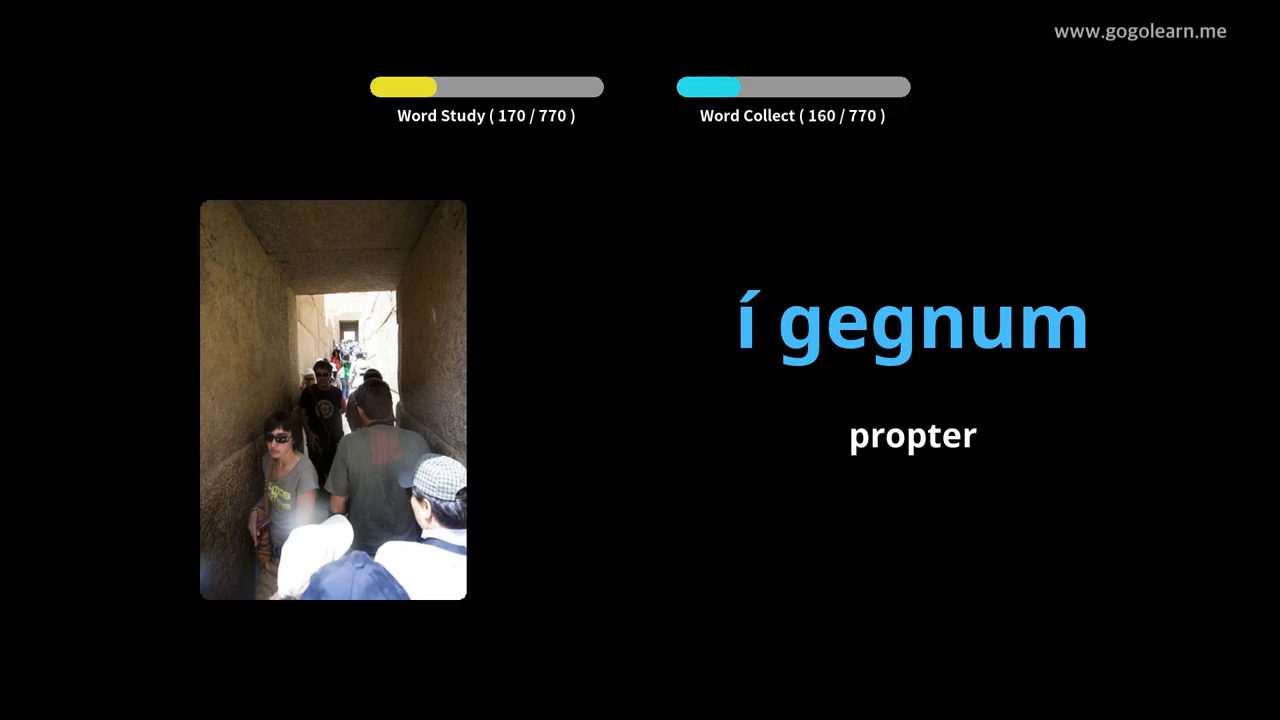 www.gogolearn.me
Word Study ( 170 / 770 )
Word Collect ( 160 / 770 )
í gegnum
propter